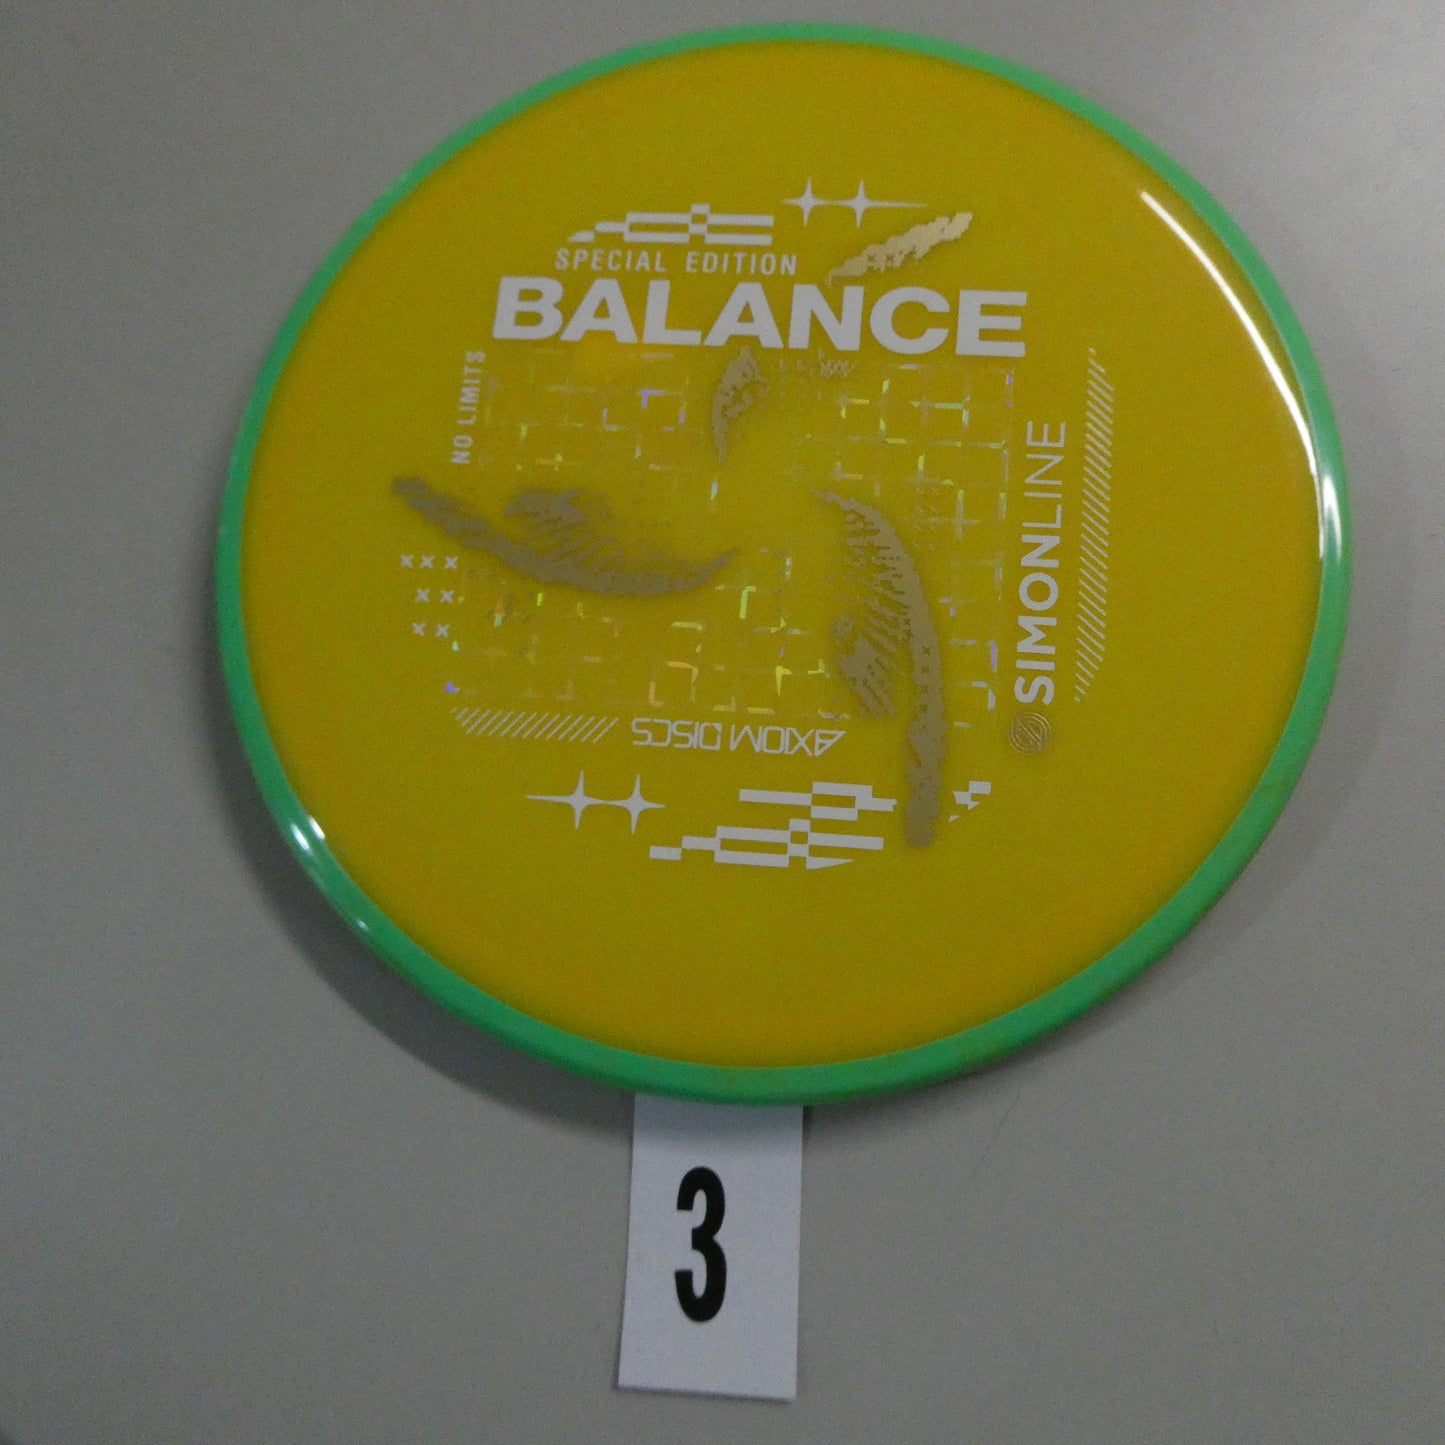 SPECIAL EDITION
BALANCE
NO LIMITS
SIMONLINE
AXIOM DISCS
3